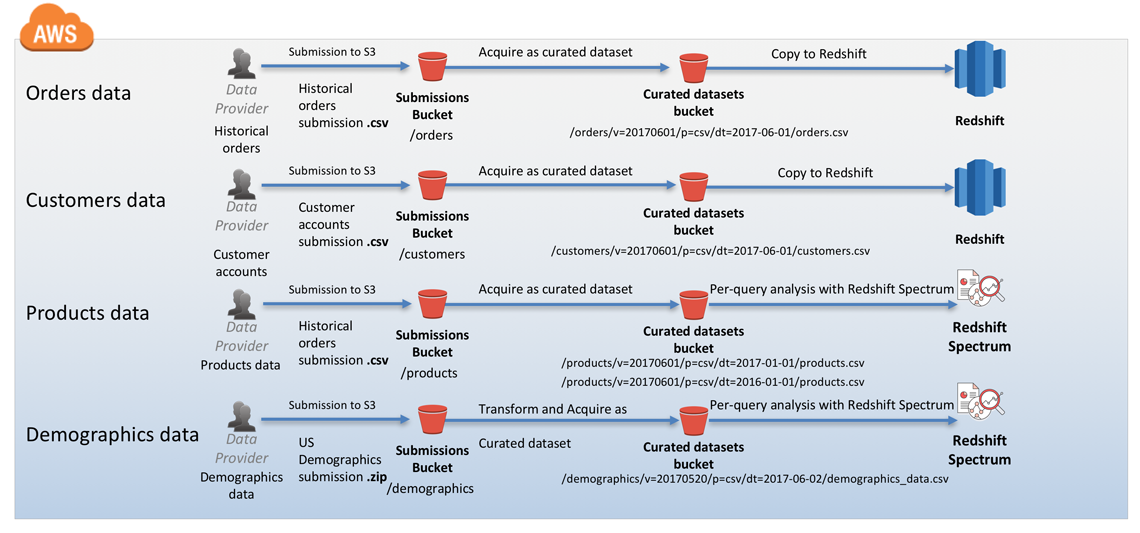 AWS
Orders data
Data
Provider
Historical
orders
Submission to S3
Historical
orders
submission .csv
Submissions
Bucket
/orders
Acquire as curated dataset
Curated datasets
bucket
/orders/v=20170601/p=csv/dt=2017-06-01/orders.csv
Copy to Redshift
Redshift
Customers data
Data
Provider
Customer
accounts
Submission to S3
Customer
accounts
submission .csv
Submissions
Bucket
/customers
Acquire as curated dataset
Curated datasets
bucket
/customers/v=20170601/p=csv/dt=2017-06-01/customers.csv
Copy to Redshift
Redshift
Products data
Data
Provider
Products data
Submission to S3
Historical
orders
submission .csv
Submissions
Bucket
/products
Acquire as curated dataset
Curated datasets
bucket
/products/v=20170601/p=csv/dt=2017-01-01/products.csv
/products/v=20170601/p=csv/dt=2016-01-01/products.csv
Per-query analysis with Redshift Spectrum
Redshift
Spectrum
Demographics data
Data
Provider
Demographics
data
Submission to S3
US
Demographics
submission .zip
Submissions
Bucket
/demographics
Transform and Acquire as
Curated dataset
Curated datasets
bucket
/demographics/v=20170520/p=csv/dt=2017-06-02/demographics_data.csv
Per-query analysis with Redshift Spectrum
Redshift
Spectrum